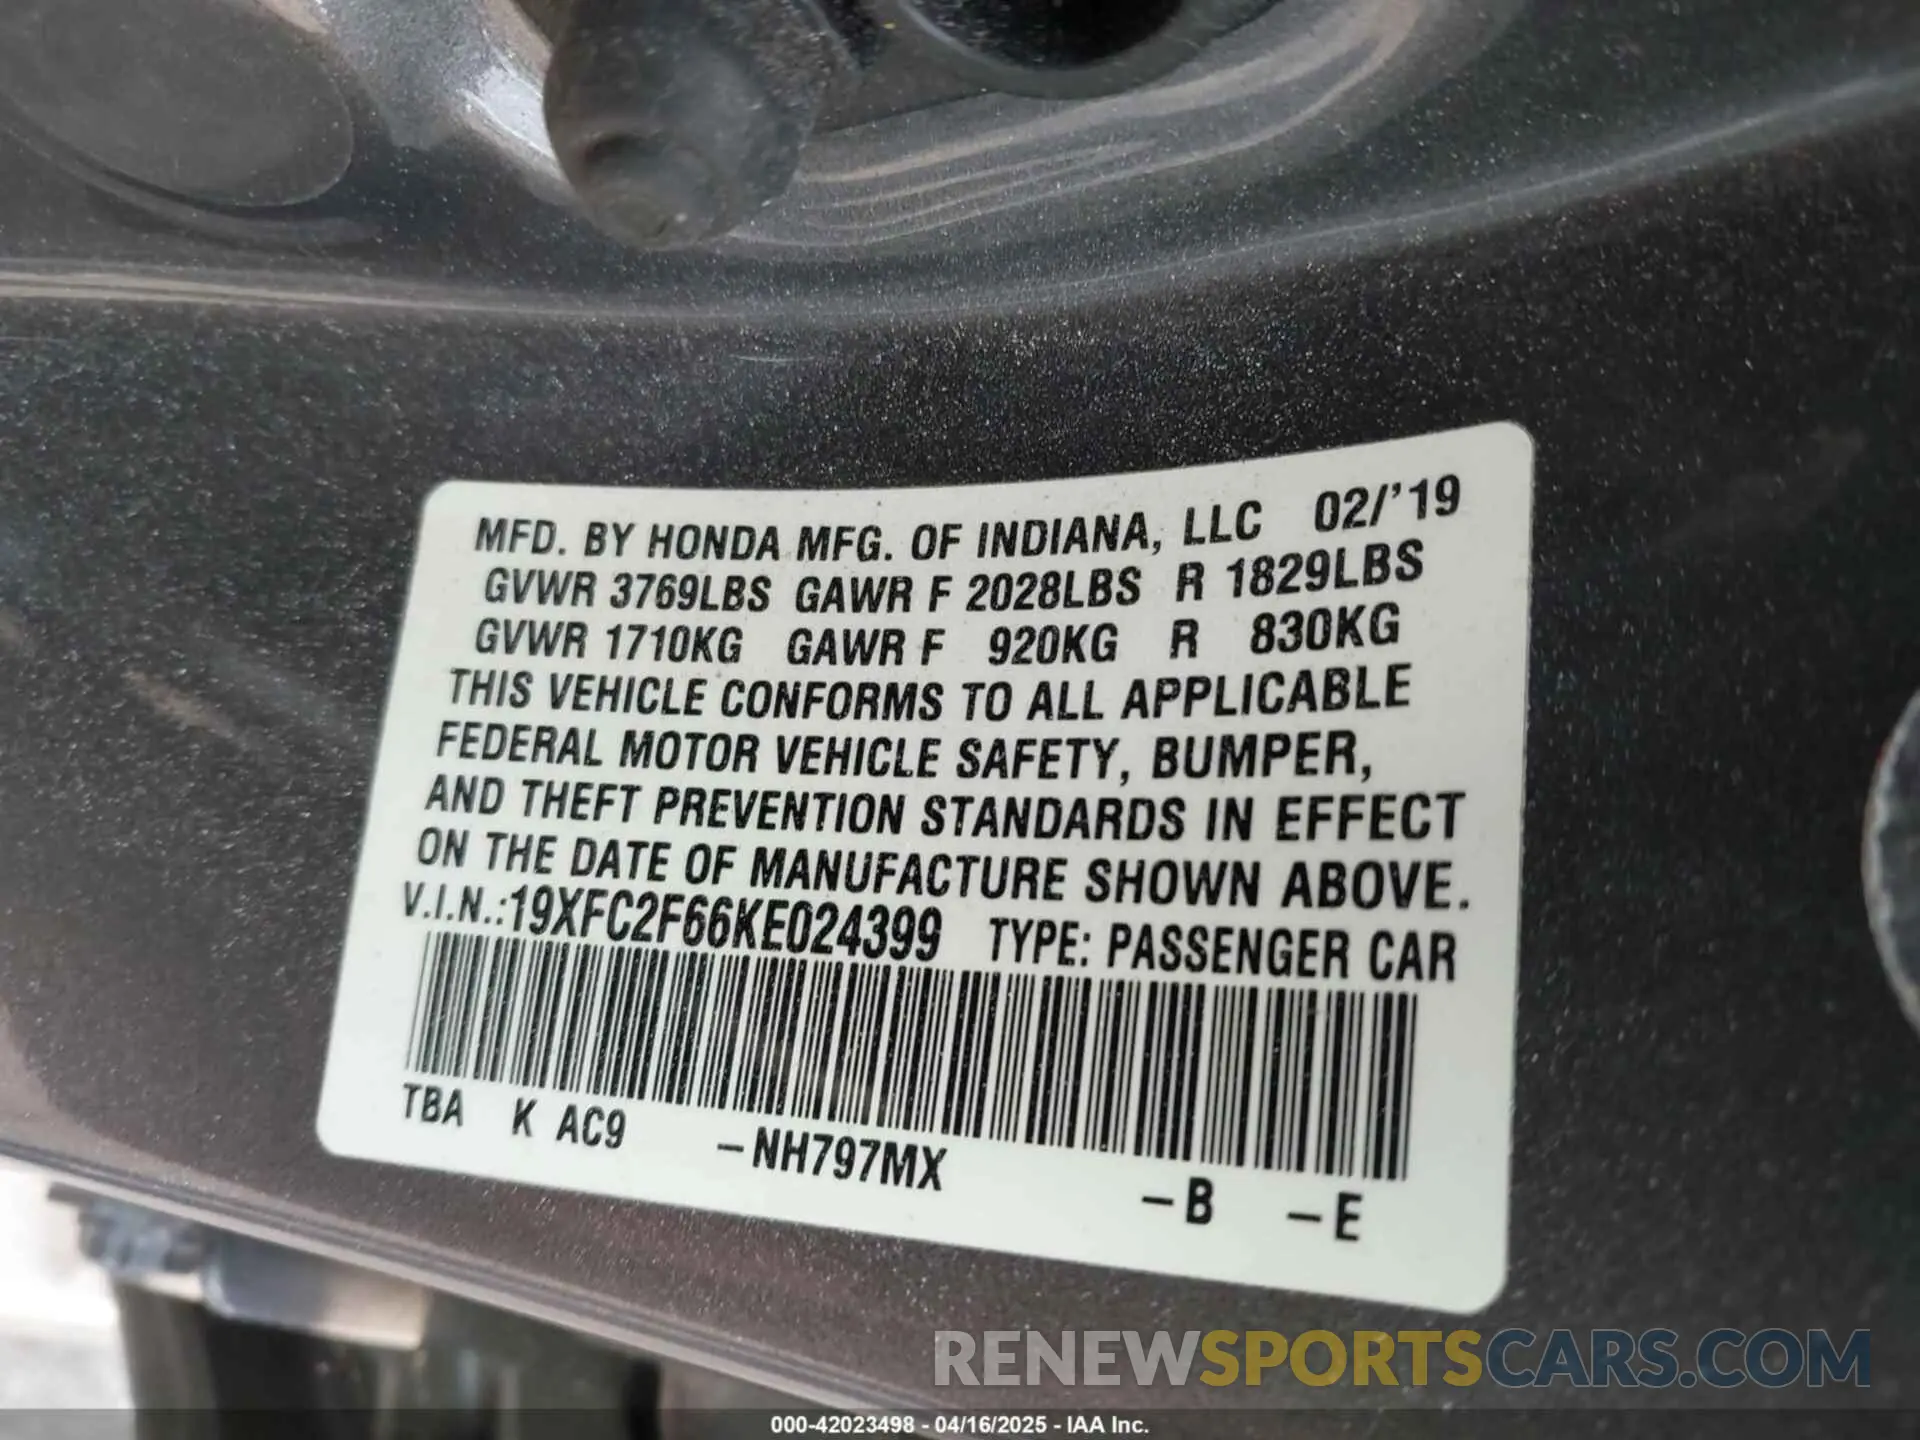 MFD. BY HONDA MFG. OF INDIANA, LLC 02/'19
GVWR 3769LBS GAWR F 2028LBS R 1829LBS
GVWR 1710KG GAWR F 920KG R 830KG
THIS VEHICLE CONFORMS TO ALL APPLICABLE
FEDERAL MOTOR VEHICLE SAFETY, BUMPER,
AND THEFT PREVENTION STANDARDS IN EFFECT
ON THE DATE OF MANUFACTURE SHOWN ABOVE.
V.I.N.:19XFC2F66KE024399 TYPE: PASSENGER CAR
TBA K AC9 -NH797MX -B -E
RENEWSPORTSCARS.COM
000-42023498 - 04/16/2025 - IAA Inc.